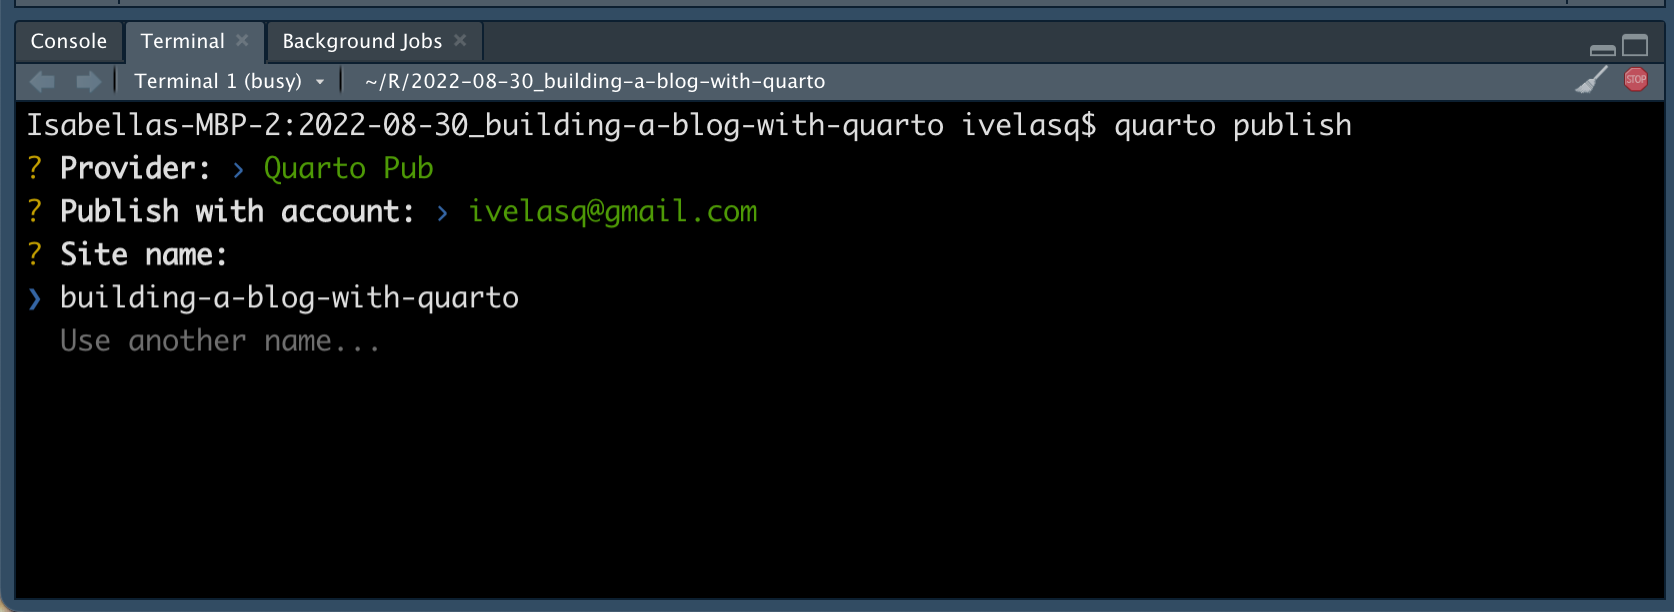 Console Terminal × Background Jobs ×
Terminal 1 (busy) ~/R/2022-08-30_building-a-blog-with-quarto STOP
Isabellas-MBP-2:2022-08-30_building-a-blog-with-quarto ivelasq$ quarto publish
? Provider: › Quarto Pub
? Publish with account: › ivelasq@gmail.com
? Site name:
❯ building-a-blog-with-quarto
Use another name...